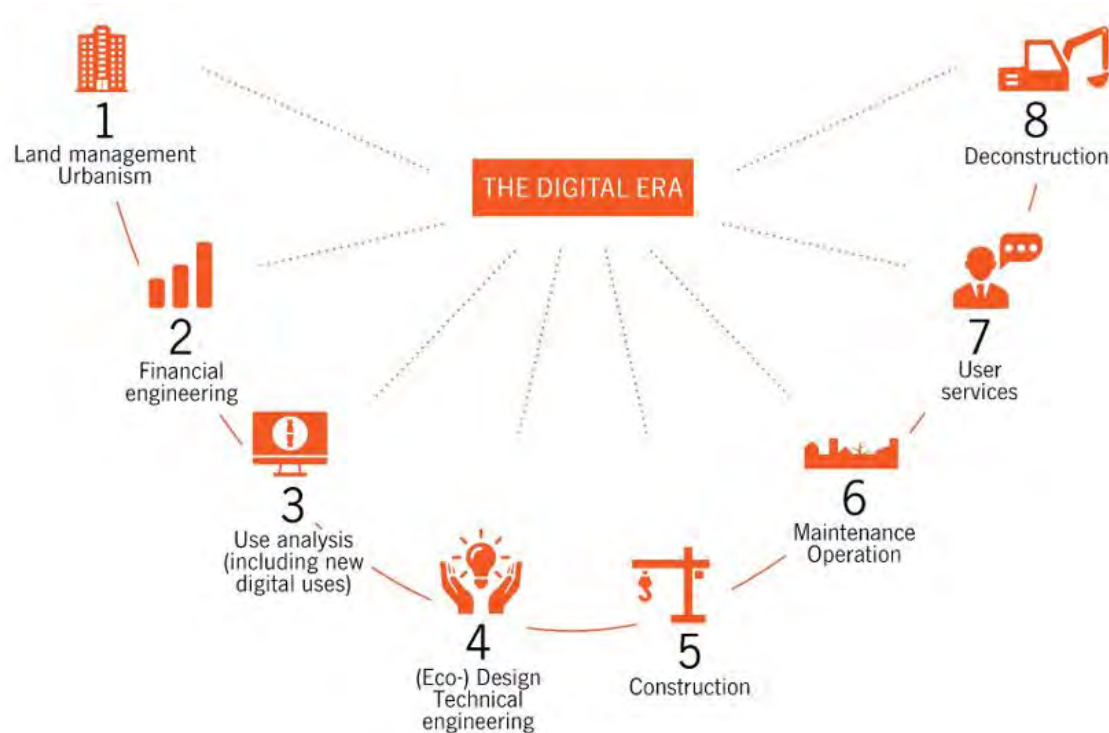 THE DIGITAL ERA
1
Land management
Urbanism
2
Financial
engineering
3
Use analysis
(including new
digital uses)
4
(Eco-) Design
Technical
engineering
5
Construction
6
Maintenance
Operation
7
User
services
8
Deconstruction